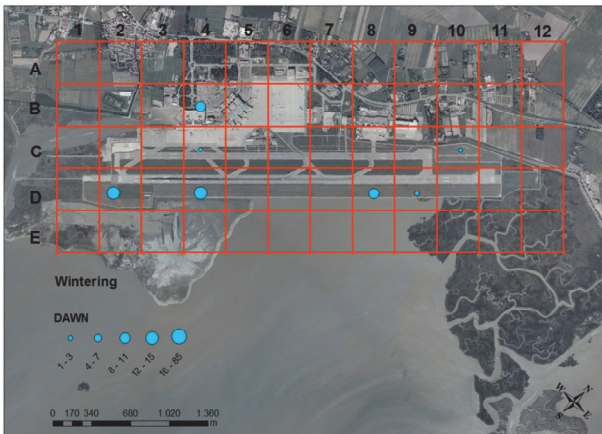 1 2 3 4 5 6 7 8 9 10 11 12
A
B
C
D
E
Wintering
DAWN
1 - 3 4 - 7 8 - 11 12 - 15 16 - 85
0 170 340 680 1.020 1.360
m
N
W
E
S